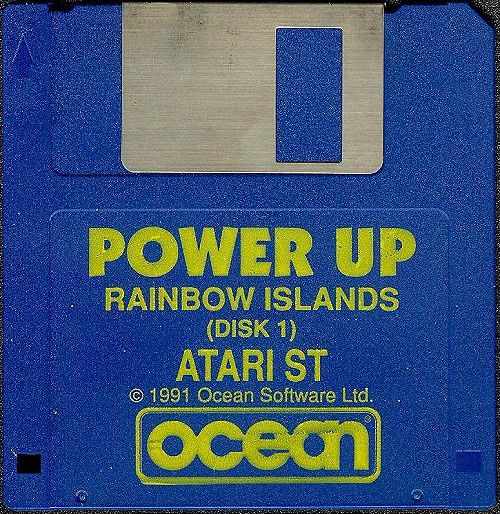 POWER UP
RAINBOW ISLANDS
(DISK 1)
ATARI ST
© 1991 Ocean Software Ltd.
ocean®